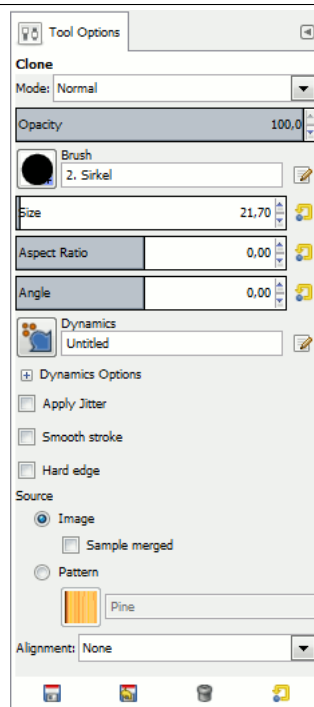 Tool Options
Clone
Mode: Normal
Opacity 100,0
Brush
2. Sirkel
Size 21,70
Aspect Ratio 0,00
Angle 0,00
Dynamics
Untitled
Dynamics Options
Apply Jitter
Smooth stroke
Hard edge
Source
Image
Sample merged
Pattern
Pine
Alignment: None